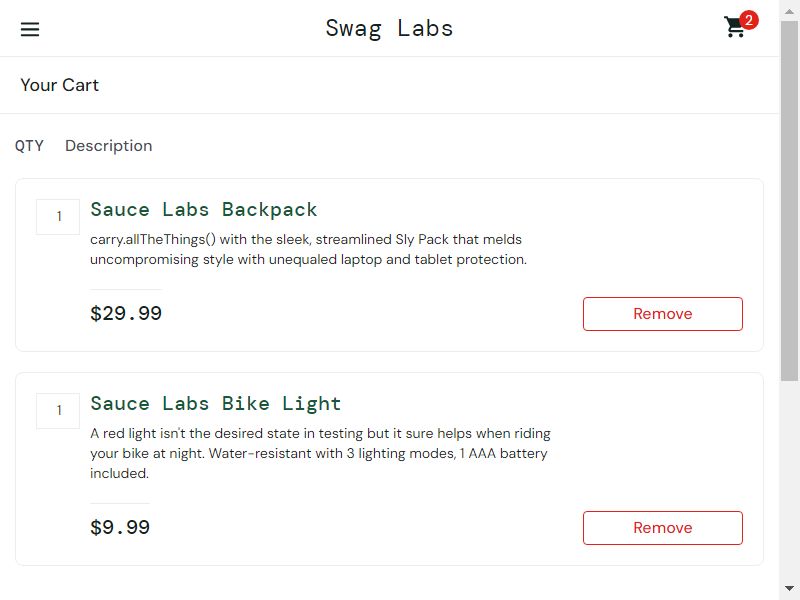 Swag Labs
2
Your Cart
QTY Description
1
Sauce Labs Backpack
carry.allTheThings() with the sleek, streamlined Sly Pack that melds
uncompromising style with unequaled laptop and tablet protection.
$29.99
Remove
1
Sauce Labs Bike Light
A red light isn't the desired state in testing but it sure helps when riding
your bike at night. Water-resistant with 3 lighting modes, 1 AAA battery
included.
$9.99
Remove